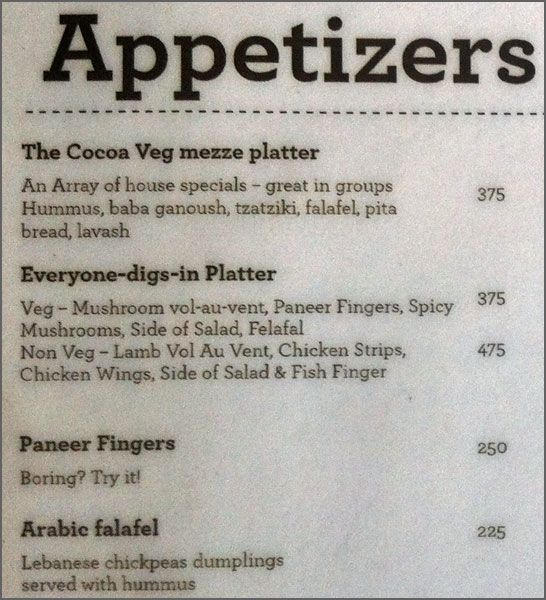 Appetizers
The Cocoa Veg mezze platter
An Array of house specials – great in groups
375
Hummus, baba ganoush, tzatziki, falafel, pita
bread, lavash
Everyone-digs-in Platter
Veg – Mushroom vol-au-vent, Paneer Fingers, Spicy 375
Mushrooms, Side of Salad, Felafal
Non Veg – Lamb Vol Au Vent, Chicken Strips, 475
Chicken Wings, Side of Salad & Fish Finger
Paneer Fingers 250
Boring? Try it!
Arabic falafel 225
Lebanese chickpeas dumplings
served with hummus